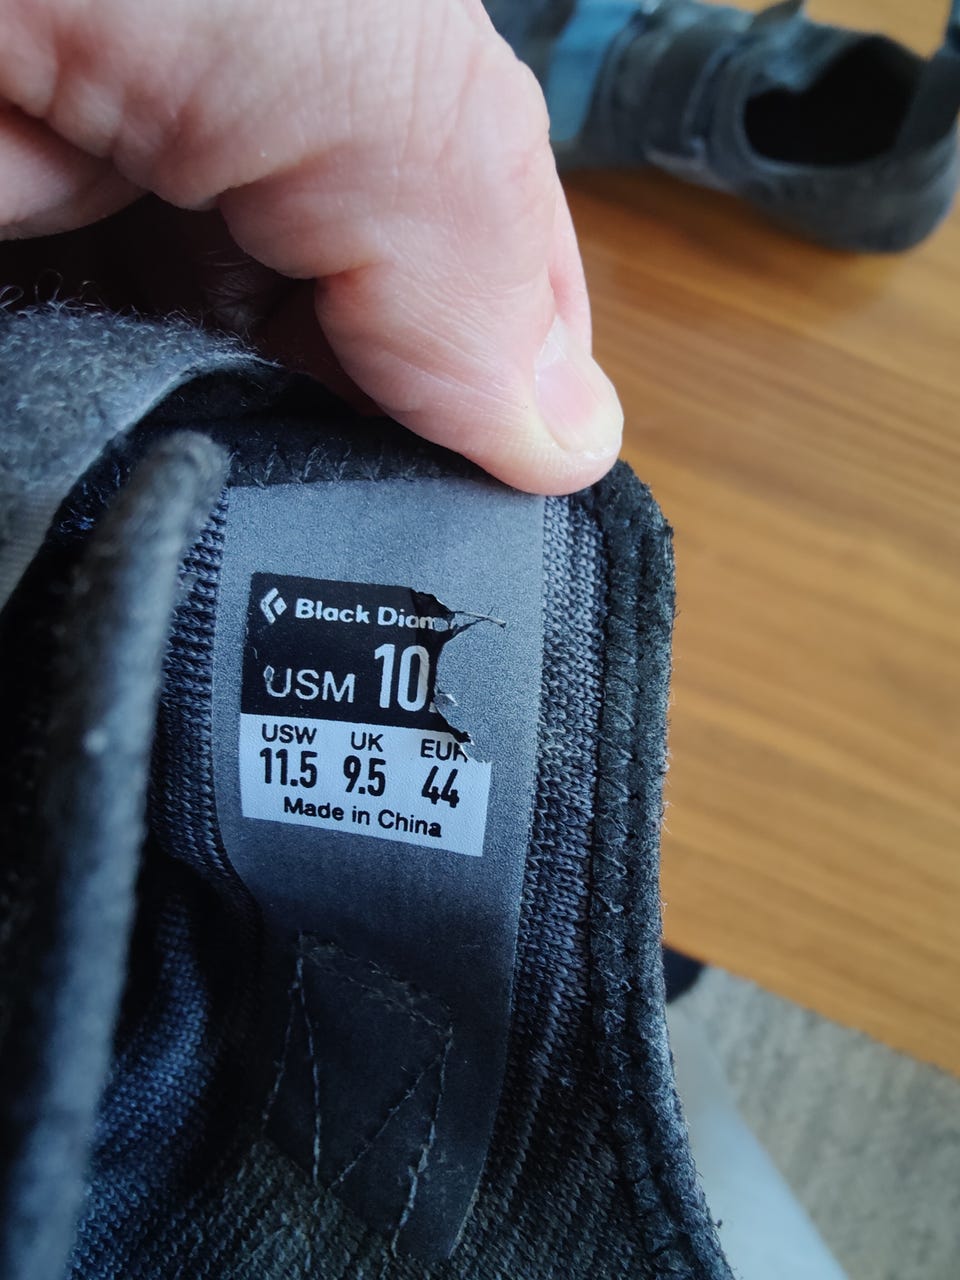 Black Diam
USM 10.
USW UK EUR
11.5 9.5 44
Made in China